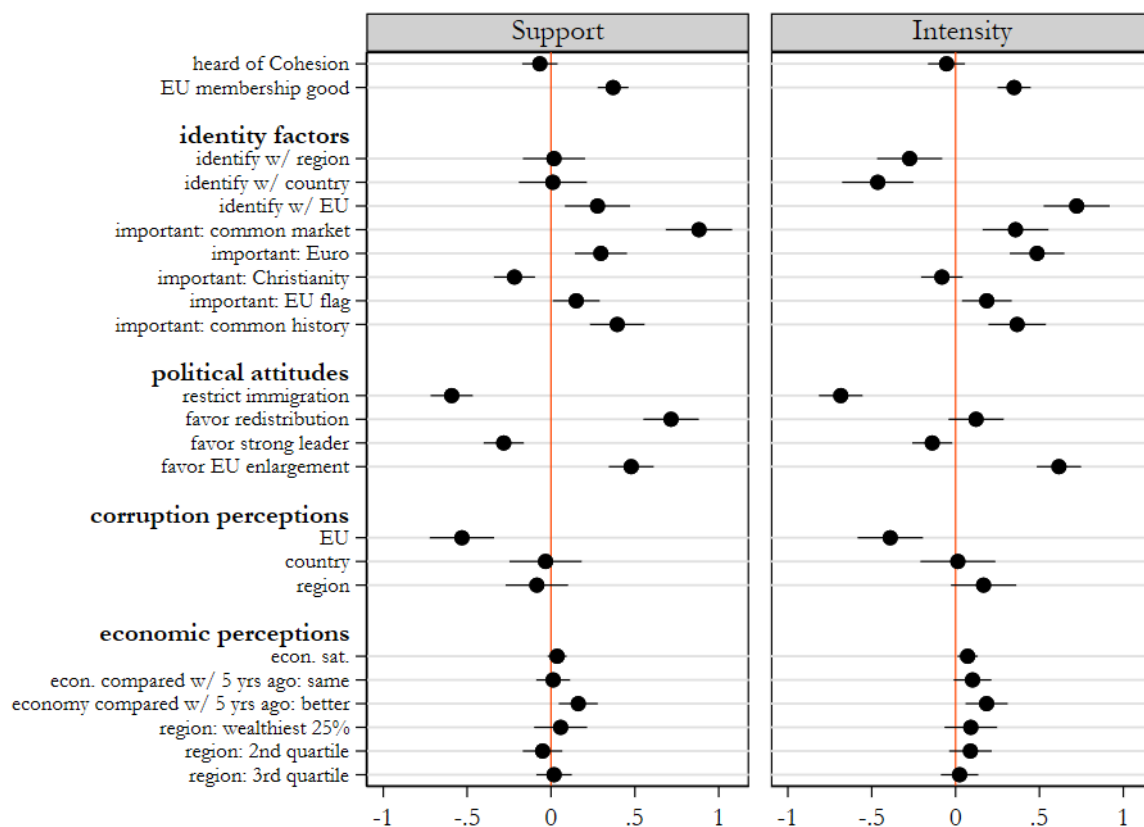 Support
Intensity
heard of Cohesion
EU membership good
identity factors
identify w/ region
identify w/ country
identify w/ EU
important: common market
important: Euro
important: Christianity
important: EU flag
important: common History
political attitudes
restrict immigration
favor redistribution
favor strong leader
favor EU enlargement
corruption perceptions
EU
country
region
economic perceptions
econ. sat.
econ. compared w/ 5 yrs ago: same
economy compared w/ 5 yrs ago: better
region: wealthiest 25%
region: 2nd quartile
region: 3rd quartile
-1 -.5 0 .5 1
-1 -.5 0 .5 1